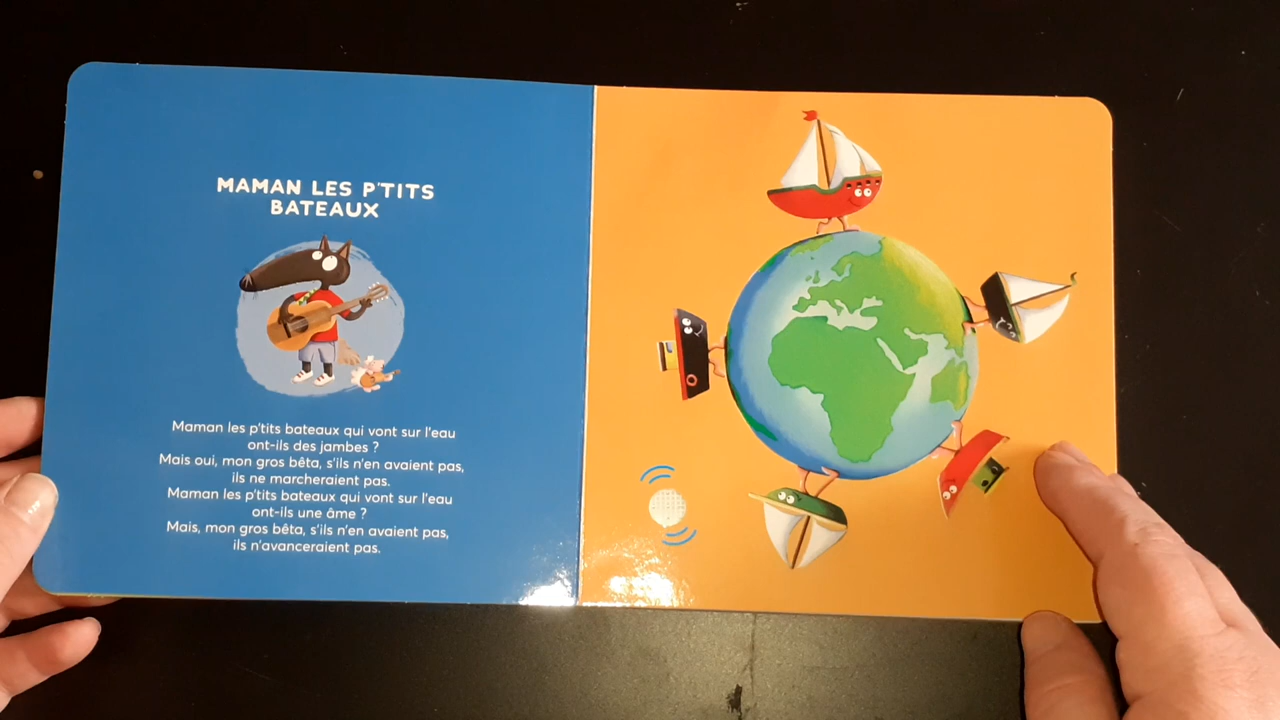 MAMAN LES P'TITS
BATEAUX
Maman les p'tits bateaux qui vont sur l'eau
ont-ils des jambes ?
Mais oui, mon gros bêta, s'ils n'en avaient pas,
ils ne marcheraient pas.
Maman les p'tits bateaux qui vont sur l'eau
ont-ils une âme ?
Mais, mon gros bêta, s'ils n'en avaient pas,
ils n'avanceraient pas.